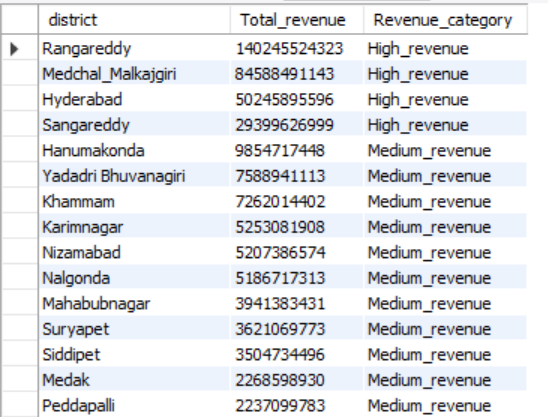 district Total_revenue Revenue_category
Rangareddy 140245524323 High_revenue
Medchal_Malkajgiri 84588491143 High_revenue
Hyderabad 50245895596 High_revenue
Sangareddy 29399626999 High_revenue
Hanumakonda 9854717448 Medium_revenue
Yadadri Bhuvanagiri 7588941113 Medium_revenue
Khammam 7262014402 Medium_revenue
Karimnagar 5253081908 Medium_revenue
Nizamabad 5207386574 Medium_revenue
Nalgonda 5186717313 Medium_revenue
Mahabubnagar 3941383431 Medium_revenue
Suryapet 3621069773 Medium_revenue
Siddipet 3504734496 Medium_revenue
Medak 2268598930 Medium_revenue
Peddapalli 2237099783 Medium_revenue